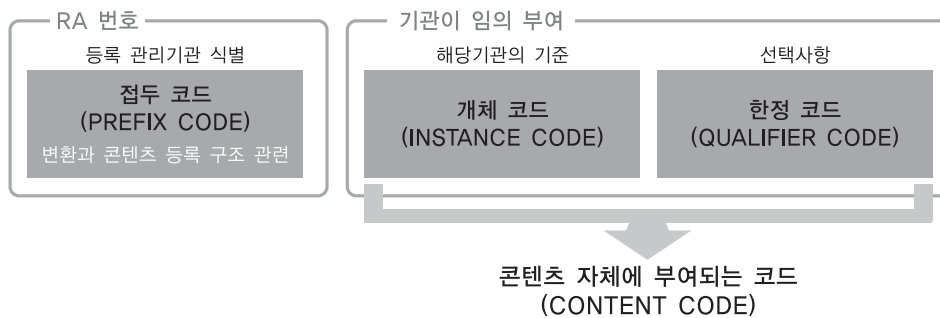 RA 번호
등록 관리기관 식별
접두 코드
(PREFIX CODE)
변환과 콘텐츠 등록 구조 관련
기관이 임의 부여
해당기관의 기준
개체 코드
(INSTANCE CODE)
선택사항
한정 코드
(QUALIFIER CODE)
콘텐츠 자체에 부여되는 코드
(CONTENT CODE)